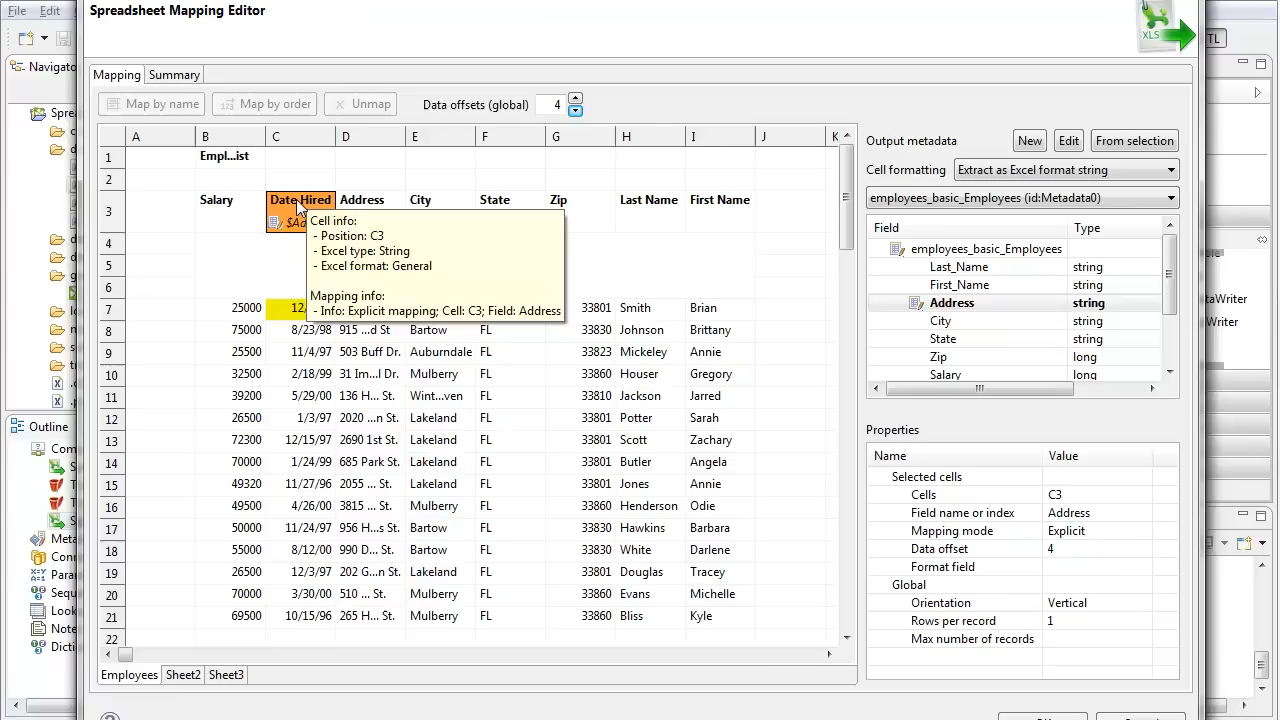 File Edit
Spreadsheet Mapping Editor
XLS
TL
Navigato
Mapping Summary
Map by name Map by order Unmap Data offsets (global) 4
A B C D E F G H I J K
1 Empl...ist
2
3 Salary Date Hired Address City State Zip Last Name First Name
4
5
6
7 25000 12/ 33801 Smith Brian
8 75000 8/23/98 915 ...d St Bartow FL 33830 Johnson Brittany
9 25500 11/4/97 503 Buff Dr. Auburndale FL 33823 Mickeley Annie
10 32500 2/18/99 31 Im...l Dr. Mulberry FL 33860 Houser Gregory
11 39200 5/29/00 136 H... St. Wint...ven FL 33810 Jackson Jarred
12 26500 1/3/97 2020 ...n St. Lakeland FL 33801 Potter Sarah
13 72300 12/15/97 2690 1st St. Lakeland FL 33801 Scott Zachary
14 70000 1/24/99 685 Park St. Lakeland FL 33801 Butler Angela
15 49320 11/27/96 2055 ... St. Lakeland FL 33801 Jones Annie
16 49500 4/26/00 3815 ... St. Mulberry FL 33860 Henderson Odie
17 50000 11/24/97 956 H...s St. Bartow FL 33830 Hawkins Barbara
18 55000 8/12/00 990 D... St. Bartow FL 33830 White Darlene
19 26500 12/3/97 202 G...n St. Lakeland FL 33801 Douglas Tracey
20 70000 3/30/00 510 ... St. Mulberry FL 33860 Evans Michelle
21 69500 10/15/96 265 H... St. Mulberry FL 33860 Bliss Kyle
22
Cell info:
- Position: C3
- Excel type: String
- Excel format: General
Mapping info:
- Info: Explicit mapping; Cell: C3; Field: Address
Employees Sheet2 Sheet3
Output metadata New Edit From selection
Cell formatting Extract as Excel format string
employees_basic_Employees (id:Metadata0)
Field Type
employees_basic_Employees
Last_Name string
First_Name string
Address string
City string
State string
Zip long
Salary long
Properties
Name Value
Selected cells
Cells C3
Field name or index Address
Mapping mode Explicit
Data offset 4
Format field
Global
Orientation Vertical
Rows per record 1
Max number of records
Spre
Outline
Com
Meta
Conn
Para
Sequ
Look
Note
Dicti
taWriter
Writer